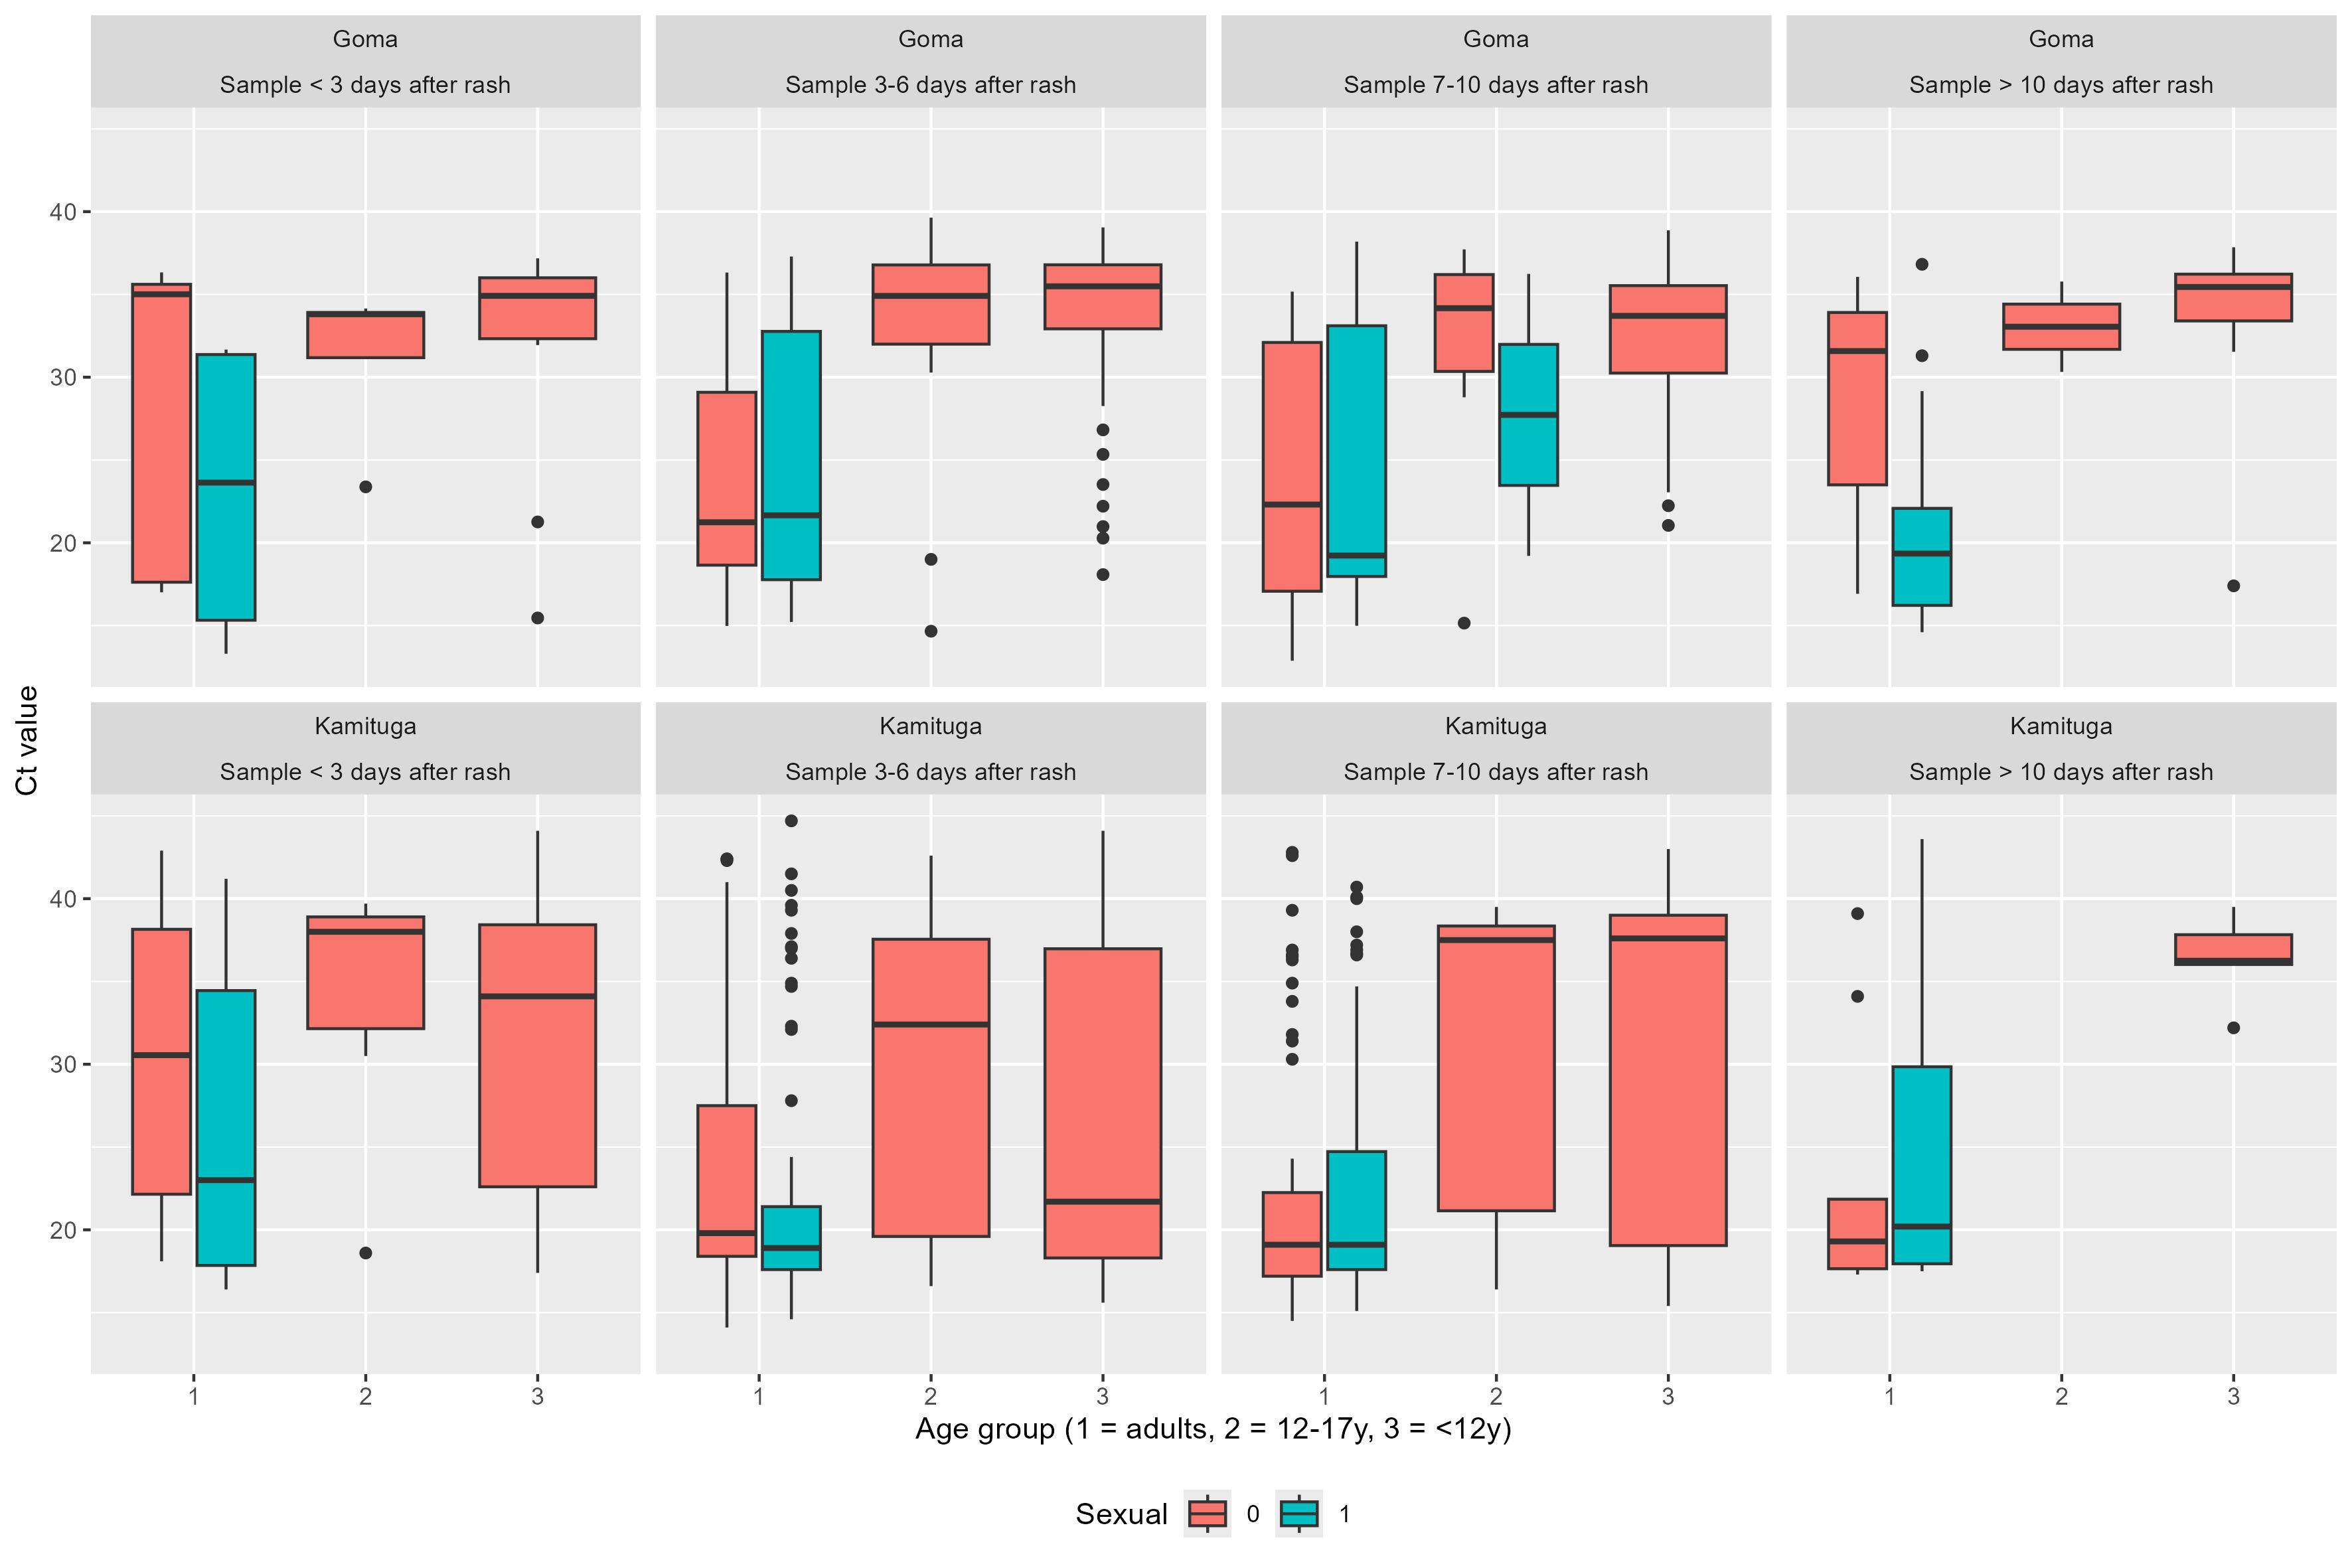 Goma
Sample < 3 days after rash
Goma
Sample 3-6 days after rash
Goma
Sample 7-10 days after rash
Goma
Sample > 10 days after rash
40
30
20
Ct value
Kamituga
Sample < 3 days after rash
Kamituga
Sample 3-6 days after rash
Kamituga
Sample 7-10 days after rash
Kamituga
Sample > 10 days after rash
40
30
20
1 2 3
1 2 3
1 2 3
1 2 3
Age group (1 = adults, 2 = 12-17y, 3 = <12y)
Sexual 0 1